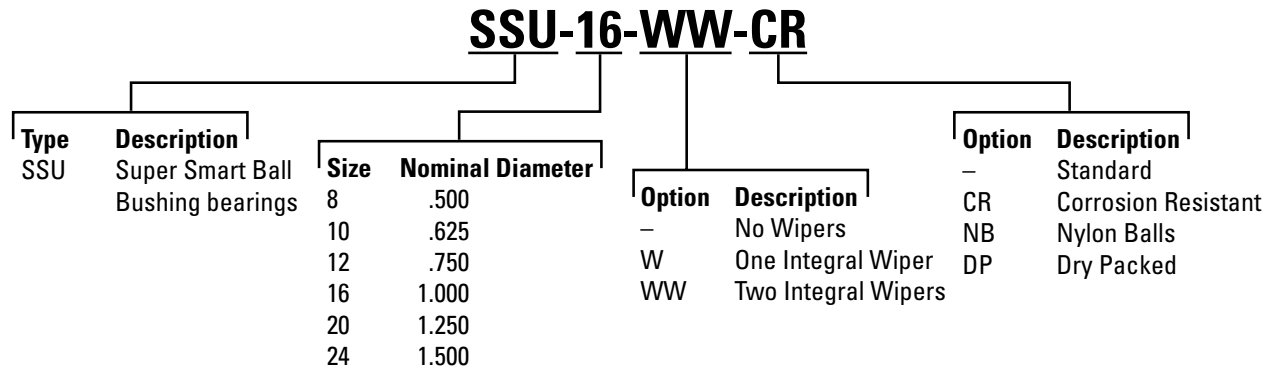 SSU-16-WW-CR
Type Description
SSU Super Smart Ball
Bushing bearings
Size Nominal Diameter
8 .500
10 .625
12 .750
16 1.000
20 1.250
24 1.500
Option Description
– No Wipers
W One Integral Wiper
WW Two Integral Wipers
Option Description
– Standard
CR Corrosion Resistant
NB Nylon Balls
DP Dry Packed